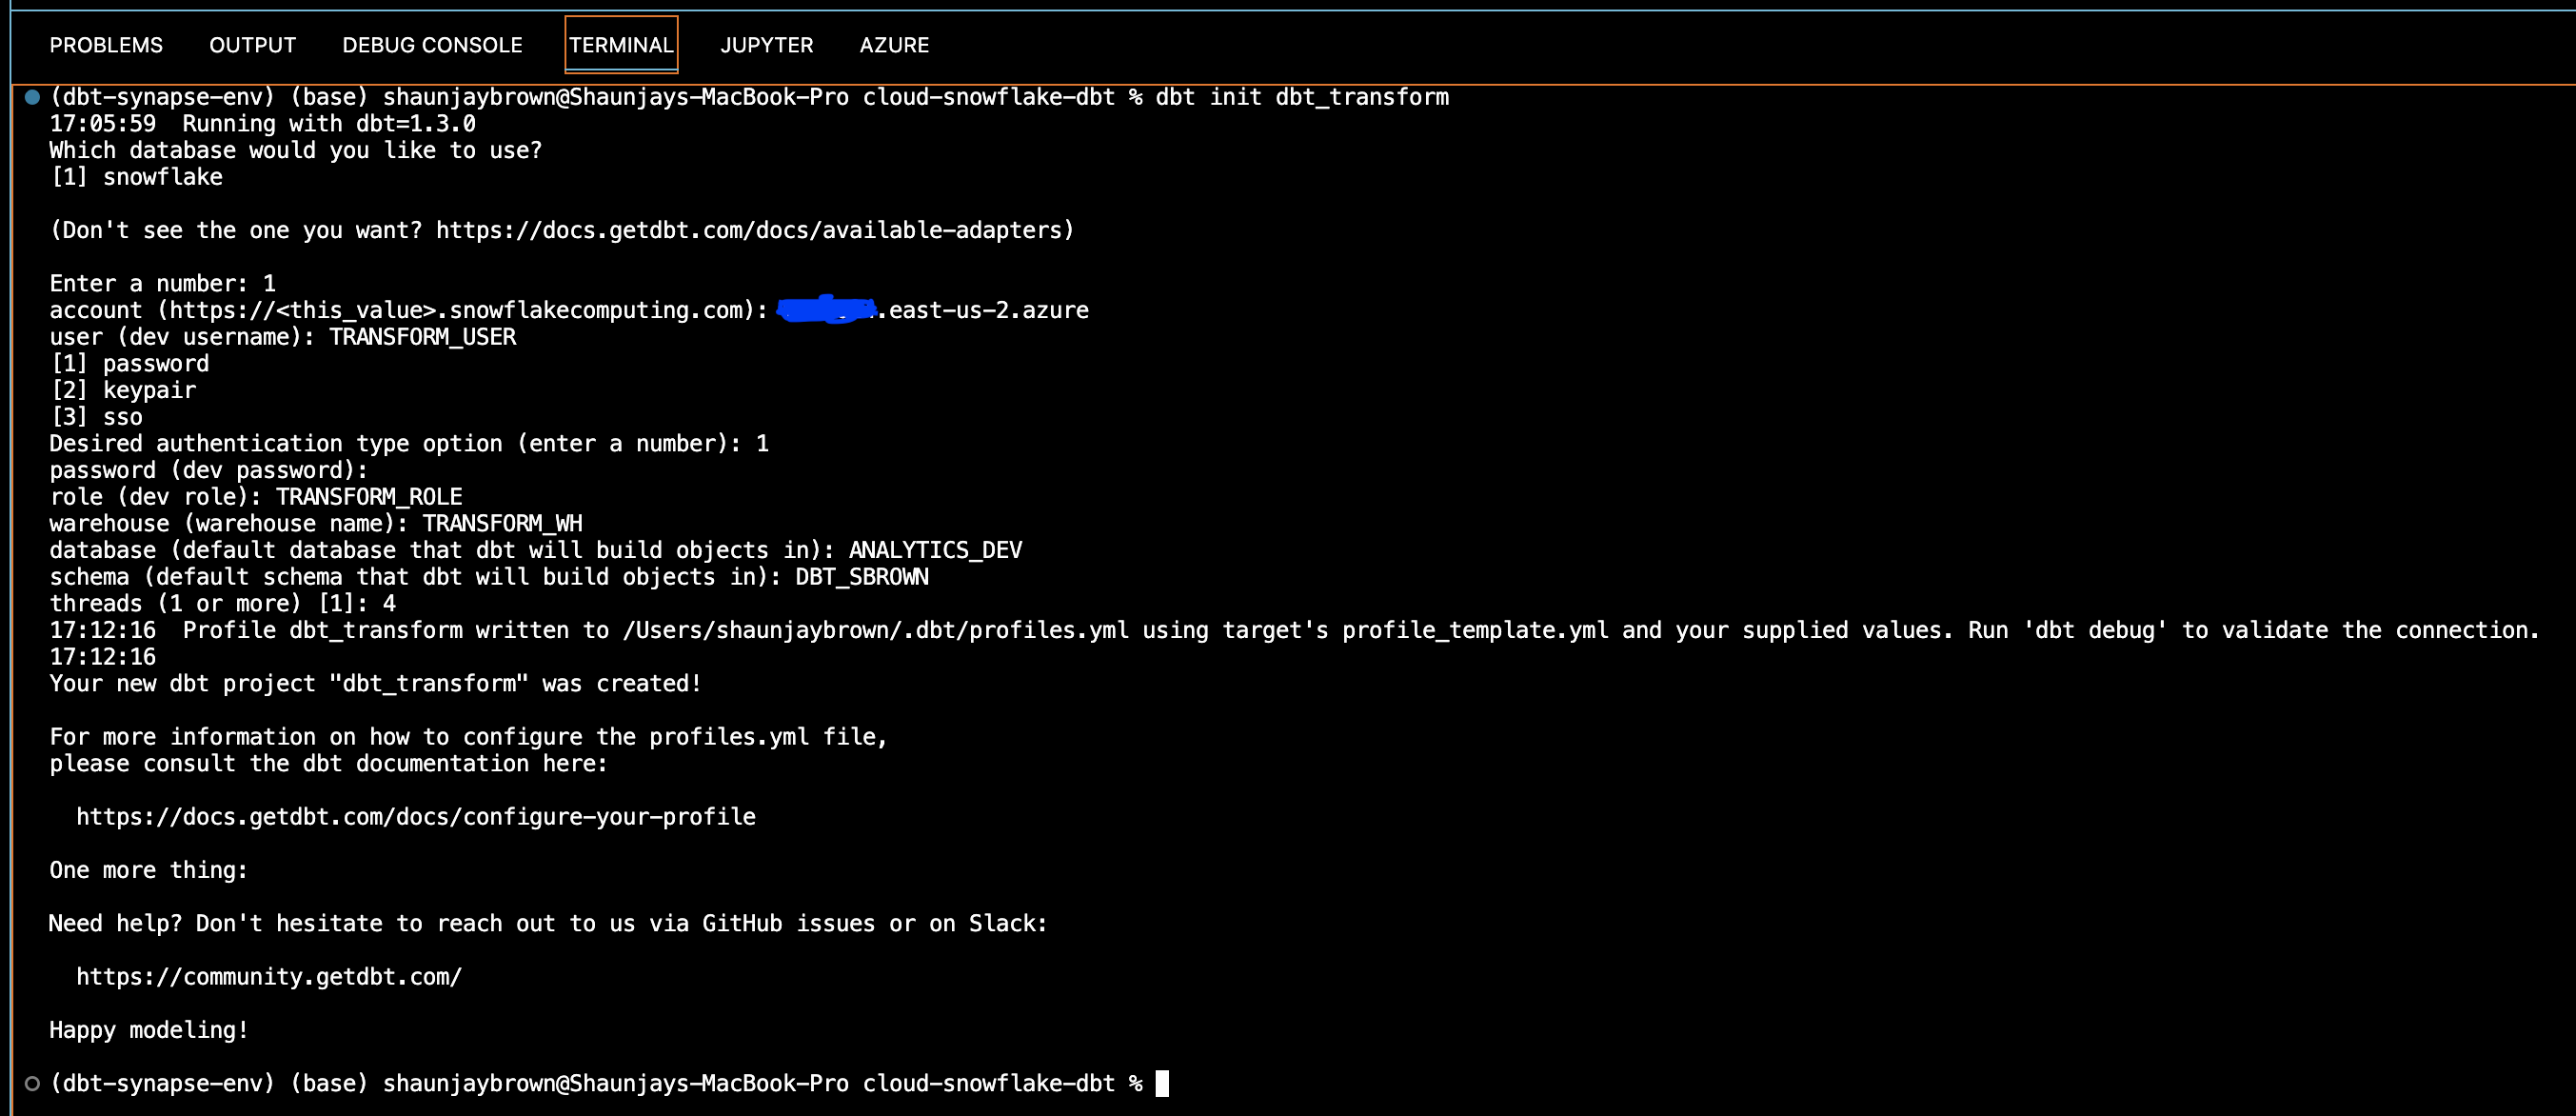 PROBLEMS OUTPUT DEBUG CONSOLE TERMINAL JUPYTER AZURE
(dbt-synapse-env) (base) shaunjaybrown@Shaunjays-MacBook-Pro cloud-snowflake-dbt % dbt init dbt_transform
17:05:59  Running with dbt=1.3.0
Which database would you like to use?
[1] snowflake
(Don't see the one you want? https://docs.getdbt.com/docs/available-adapters)
Enter a number: 1
account (https://<this_value>.snowflakecomputing.com): .east-us-2.azure
user (dev username): TRANSFORM_USER
[1] password
[2] keypair
[3] sso
Desired authentication type option (enter a number): 1
password (dev password):
role (dev role): TRANSFORM_ROLE
warehouse (warehouse name): TRANSFORM_WH
database (default database that dbt will build objects in): ANALYTICS_DEV
schema (default schema that dbt will build objects in): DBT_SBROWN
threads (1 or more) [1]: 4
17:12:16  Profile dbt_transform written to /Users/shaunjaybrown/.dbt/profiles.yml using target's profile_template.yml and your supplied values. Run 'dbt debug' to validate the connection.
17:12:16
Your new dbt project "dbt_transform" was created!
For more information on how to configure the profiles.yml file,
please consult the dbt documentation here:
https://docs.getdbt.com/docs/configure-your-profile
One more thing:
Need help? Don't hesitate to reach out to us via GitHub issues or on Slack:
https://community.getdbt.com/
Happy modeling!
(dbt-synapse-env) (base) shaunjaybrown@Shaunjays-MacBook-Pro cloud-snowflake-dbt %